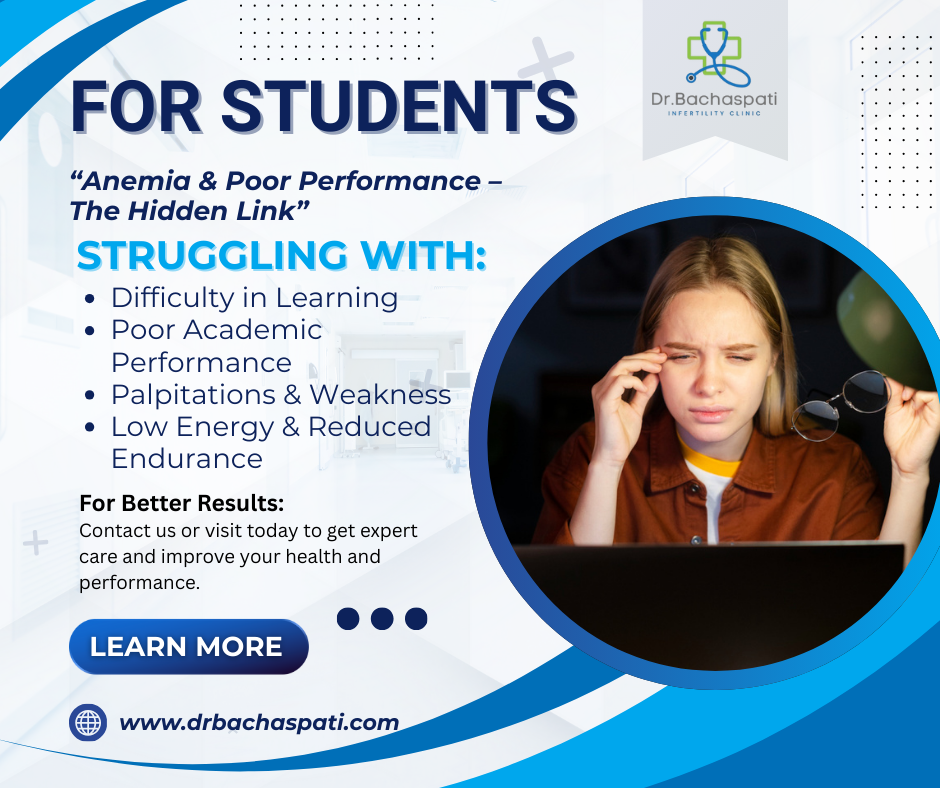 Dr.Bachaspati
INFERTILITY CLINIC
FOR STUDENTS
“Anemia & Poor Performance –
The Hidden Link”
STRUGGLING WITH:
• Difficulty in Learning
• Poor Academic
Performance
• Palpitations & Weakness
• Low Energy & Reduced
Endurance
For Better Results:
Contact us or visit today to get expert
care and improve your health and
performance.
LEARN MORE
www.drbachaspati.com